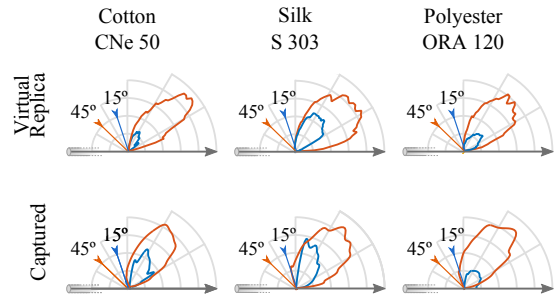 Cotton
CNe 50
Silk
S 303
Polyester
ORA 120
Virtual
Replica
45º
15º
45º
15º
45º
15º
Captured
45º
15º
45º
15º
45º
15º